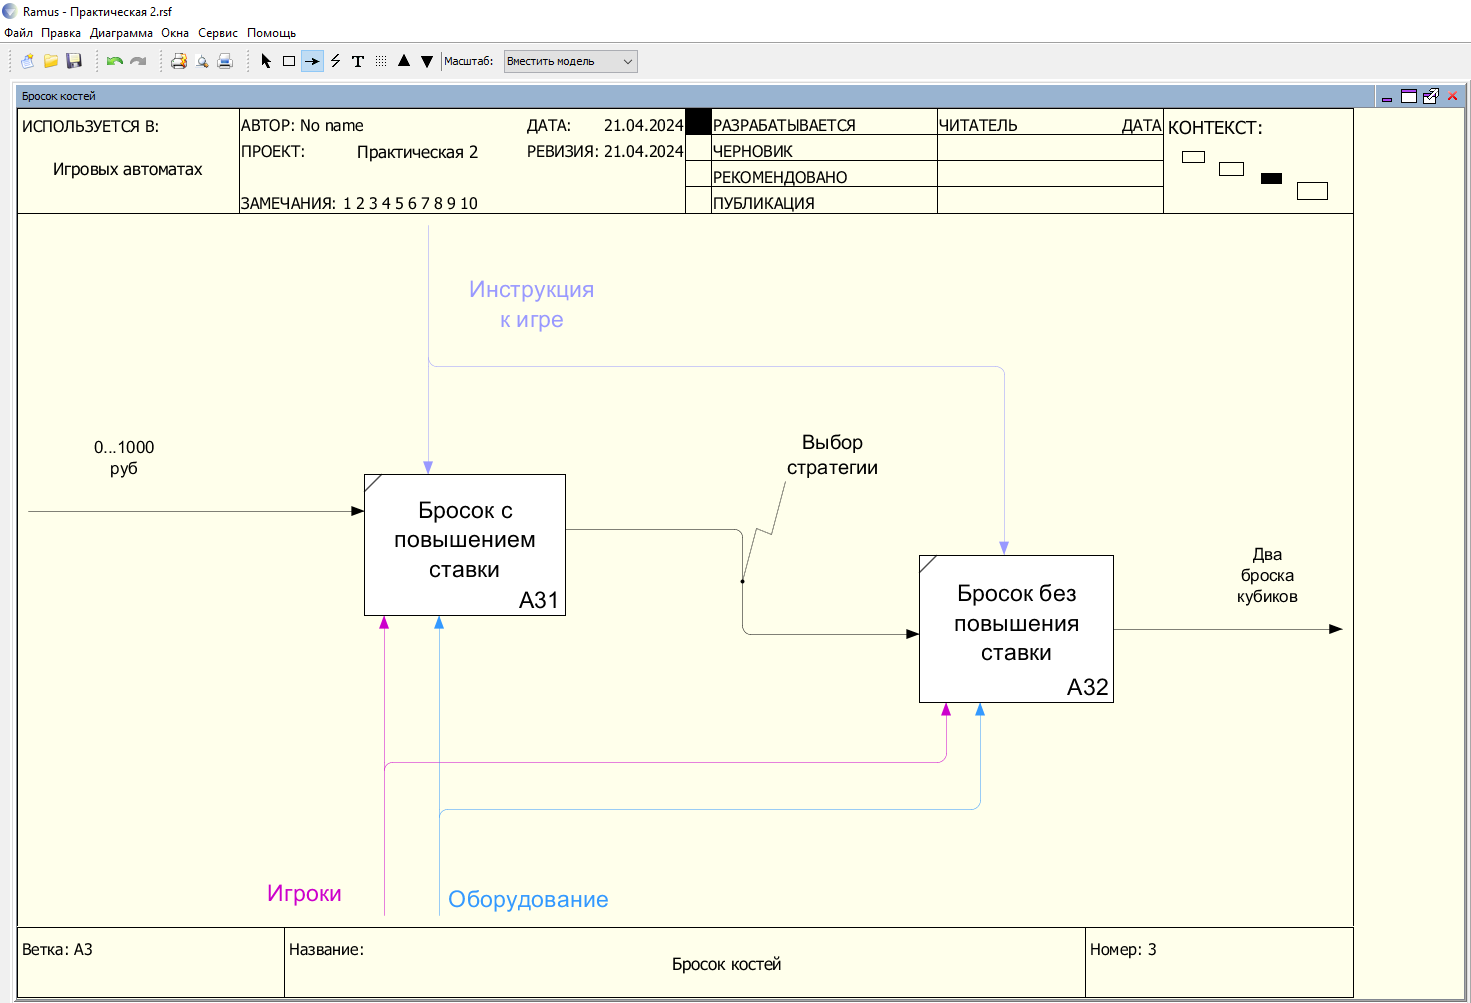 Ramus - Практическая 2.rsf
Файл Правка Диаграмма Окна Сервис Помощь
Масштаб: Вместить модель
Бросок костей
ИСПОЛЬЗУЕТСЯ В:
Игровых автоматах
АВТОР: No name
ДАТА: 21.04.2024
ПРОЕКТ: Практическая 2
РЕВИЗИЯ: 21.04.2024
ЗАМЕЧАНИЯ: 1 2 3 4 5 6 7 8 9 10
РАЗРАБАТЫВАЕТСЯ
ЧЕРНОВИК
РЕКОМЕНДОВАНО
ПУБЛИКАЦИЯ
ЧИТАТЕЛЬ ДАТА
КОНТЕКСТ:
Инструкция
к игре
0...1000
руб
Выбор
стратегии
Бросок с
повышением
ставки
A31
Два
броска
кубиков
Бросок без
повышения
ставки
A32
Игроки
Оборудование
Ветка: A3
Название:
Бросок костей
Номер: 3